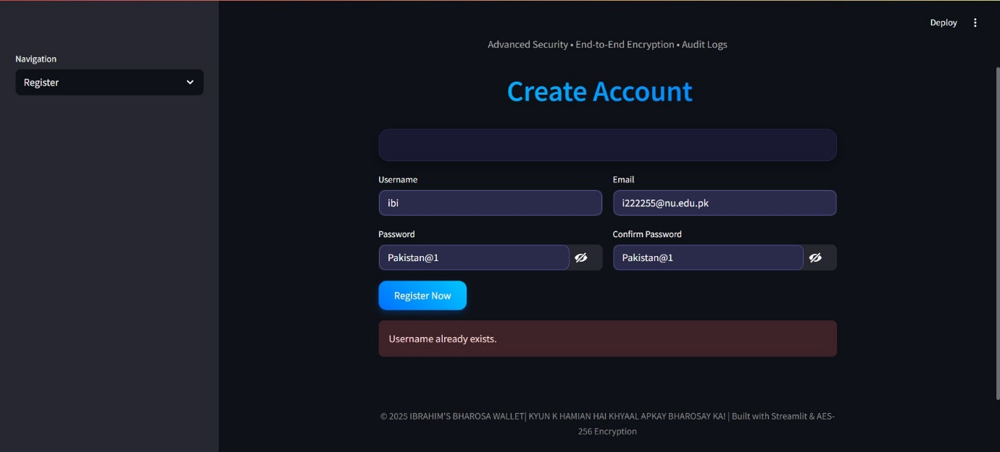 Deploy
Navigation
Register
Advanced Security • End-to-End Encryption • Audit Logs
Create Account
Username
Email
ibi
i222255@nu.edu.pk
Password
Confirm Password
Pakistan@1
Pakistan@1
Register Now
Username already exists.
© 2025 IBRAHIM'S BHAROSA WALLET| KYUN K HAMIAN HAI KHYAAL APKAY BHAROSAY KA! | Built with Streamlit & AES-
256 Encryption